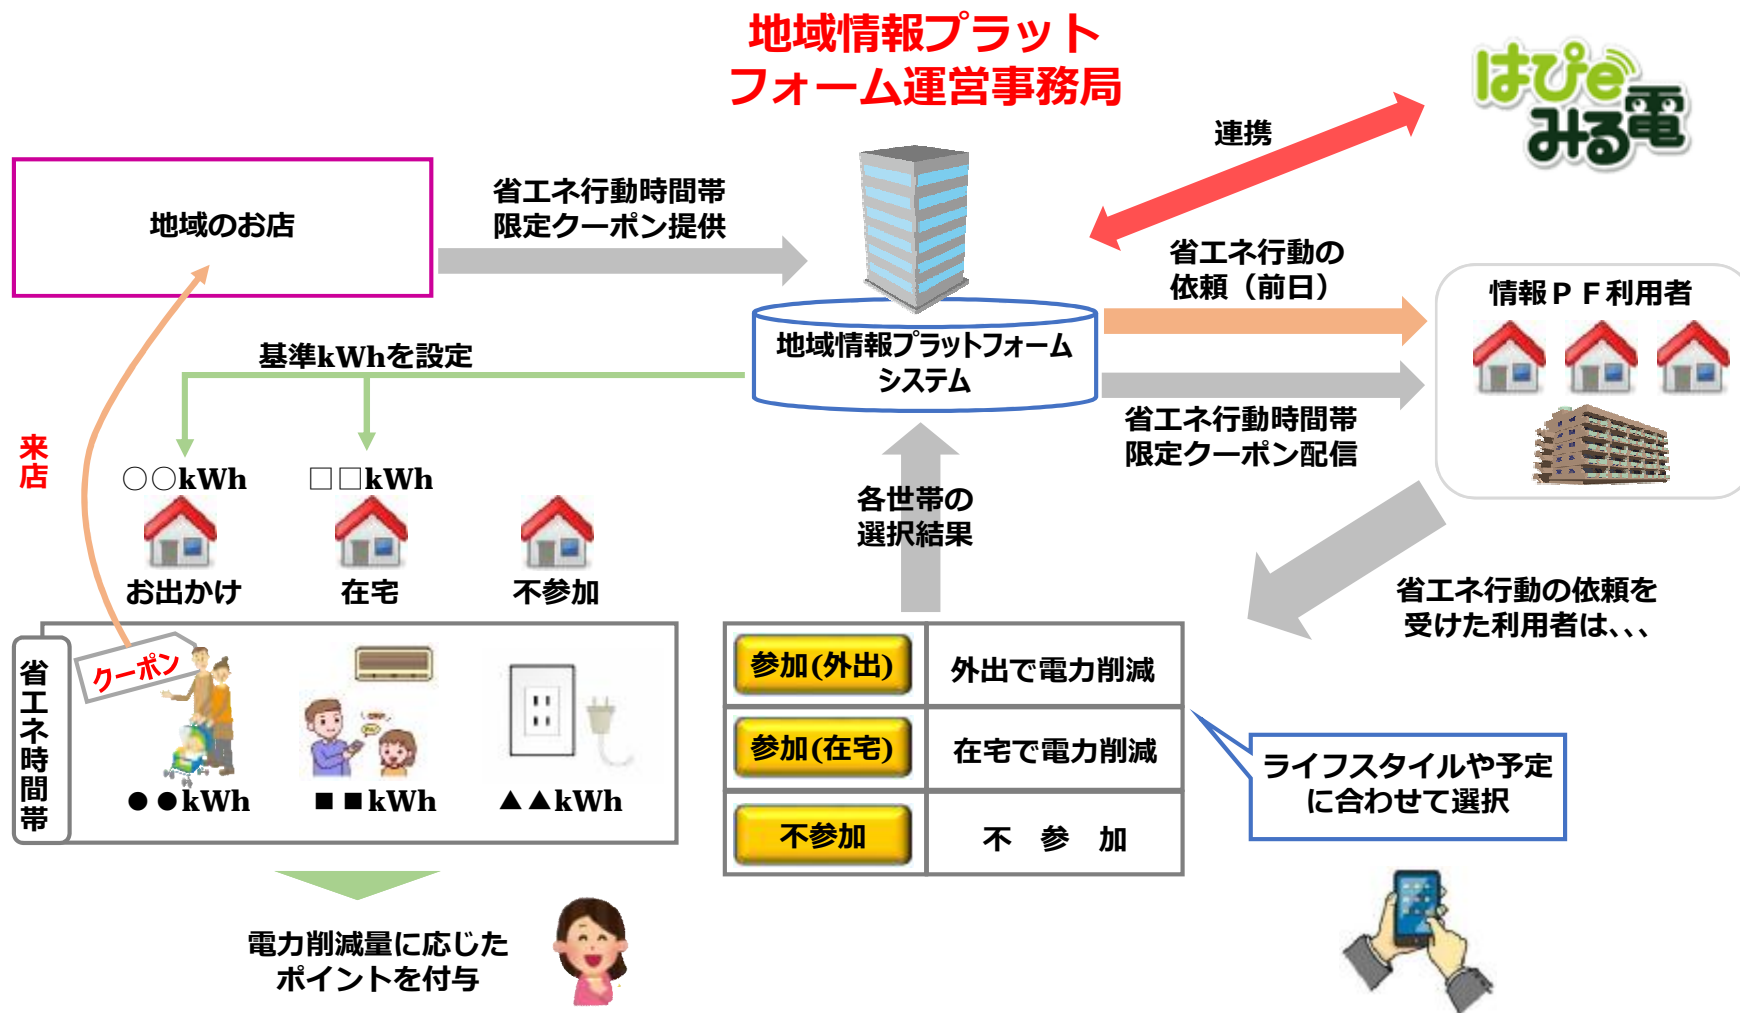 地域情報プラット
フォーム運営事務局
はぴe
みる電
連携
地域のお店
省エネ行動時間帯
限定クーポン提供
省エネ行動の
依頼（前日）
情報ＰＦ利用者
地域情報プラットフォーム
システム
基準kWhを設定
省エネ行動時間帯
限定クーポン配信
来店
○○kWh
□□kWh
お出かけ
在宅
不参加
各世帯の
選択結果
省エネ行動の依頼を
受けた利用者は、、、
省エネ時間帯
クーポン
●●kWh
■■kWh
▲▲kWh
参加(外出)
外出で電力削減
参加(在宅)
在宅で電力削減
不参加
不　参　加
ライフスタイルや予定
に合わせて選択
電力削減量に応じた
ポイントを付与